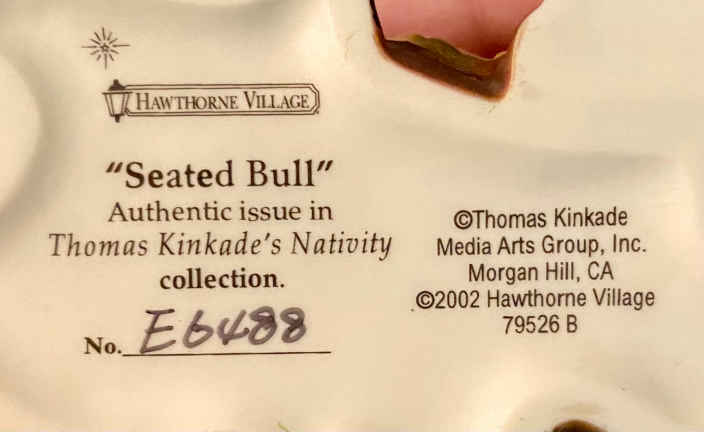 HAWTHORNE VILLAGE
"Seated Bull"
Authentic issue in
Thomas Kinkade's Nativity
collection.
No. E6488
©Thomas Kinkade
Media Arts Group, Inc.
Morgan Hill, CA
©2002 Hawthorne Village
79526 B